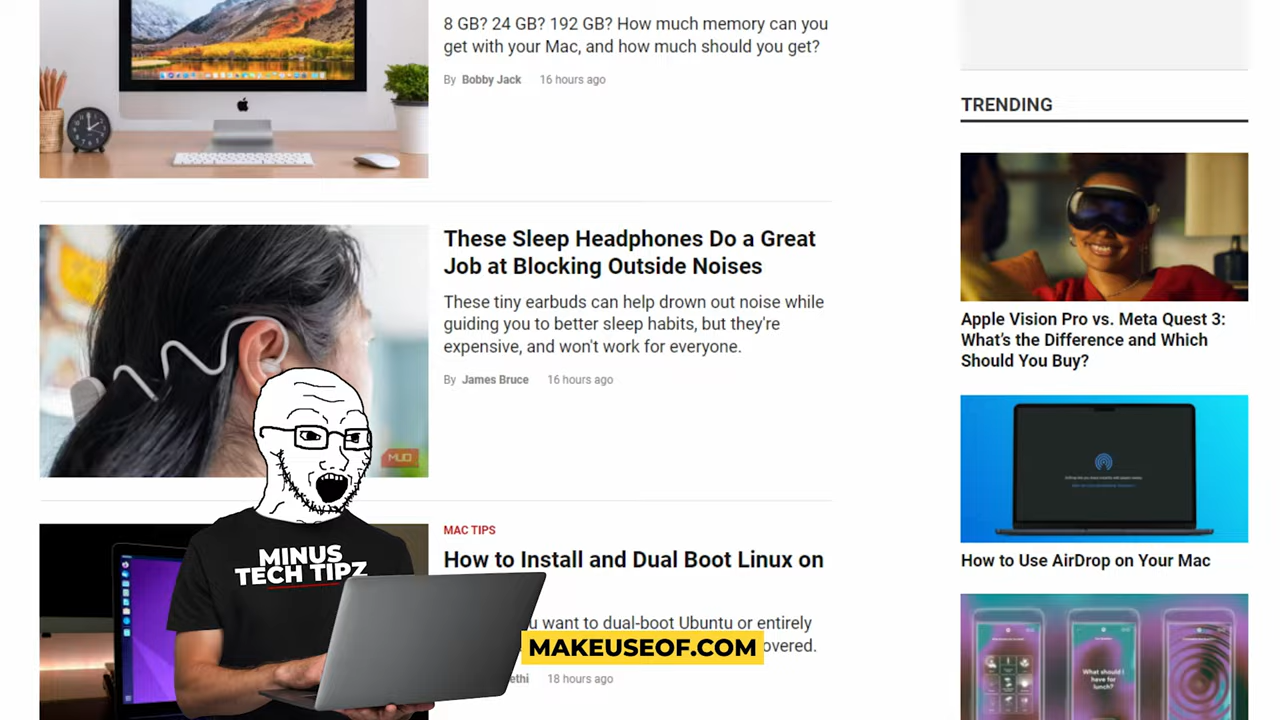 8 GB? 24 GB? 192 GB? How much memory can you
get with your Mac, and how much should you get?
By Bobby Jack 16 hours ago
These Sleep Headphones Do a Great
Job at Blocking Outside Noises
These tiny earbuds can help drown out noise while
guiding you to better sleep habits, but they're
expensive, and won't work for everyone.
By James Bruce 16 hours ago
MUO
MAC TIPS
How to Install and Dual Boot Linux on
u want to dual-boot Ubuntu or entirely
overed.
ethi 18 hours ago
MINUS
TECH TIPZ
MAKEUSEOF.COM
TRENDING
Apple Vision Pro vs. Meta Quest 3:
What's the Difference and Which
Should You Buy?
How to Use AirDrop on Your Mac
What should I
have for
lunch?